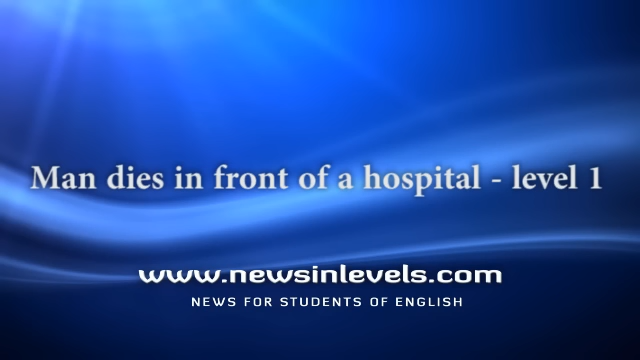 Man dies in front of a hospital - level 1
www.newsinlevels.com
NEWS FOR STUDENTS OF ENGLISH